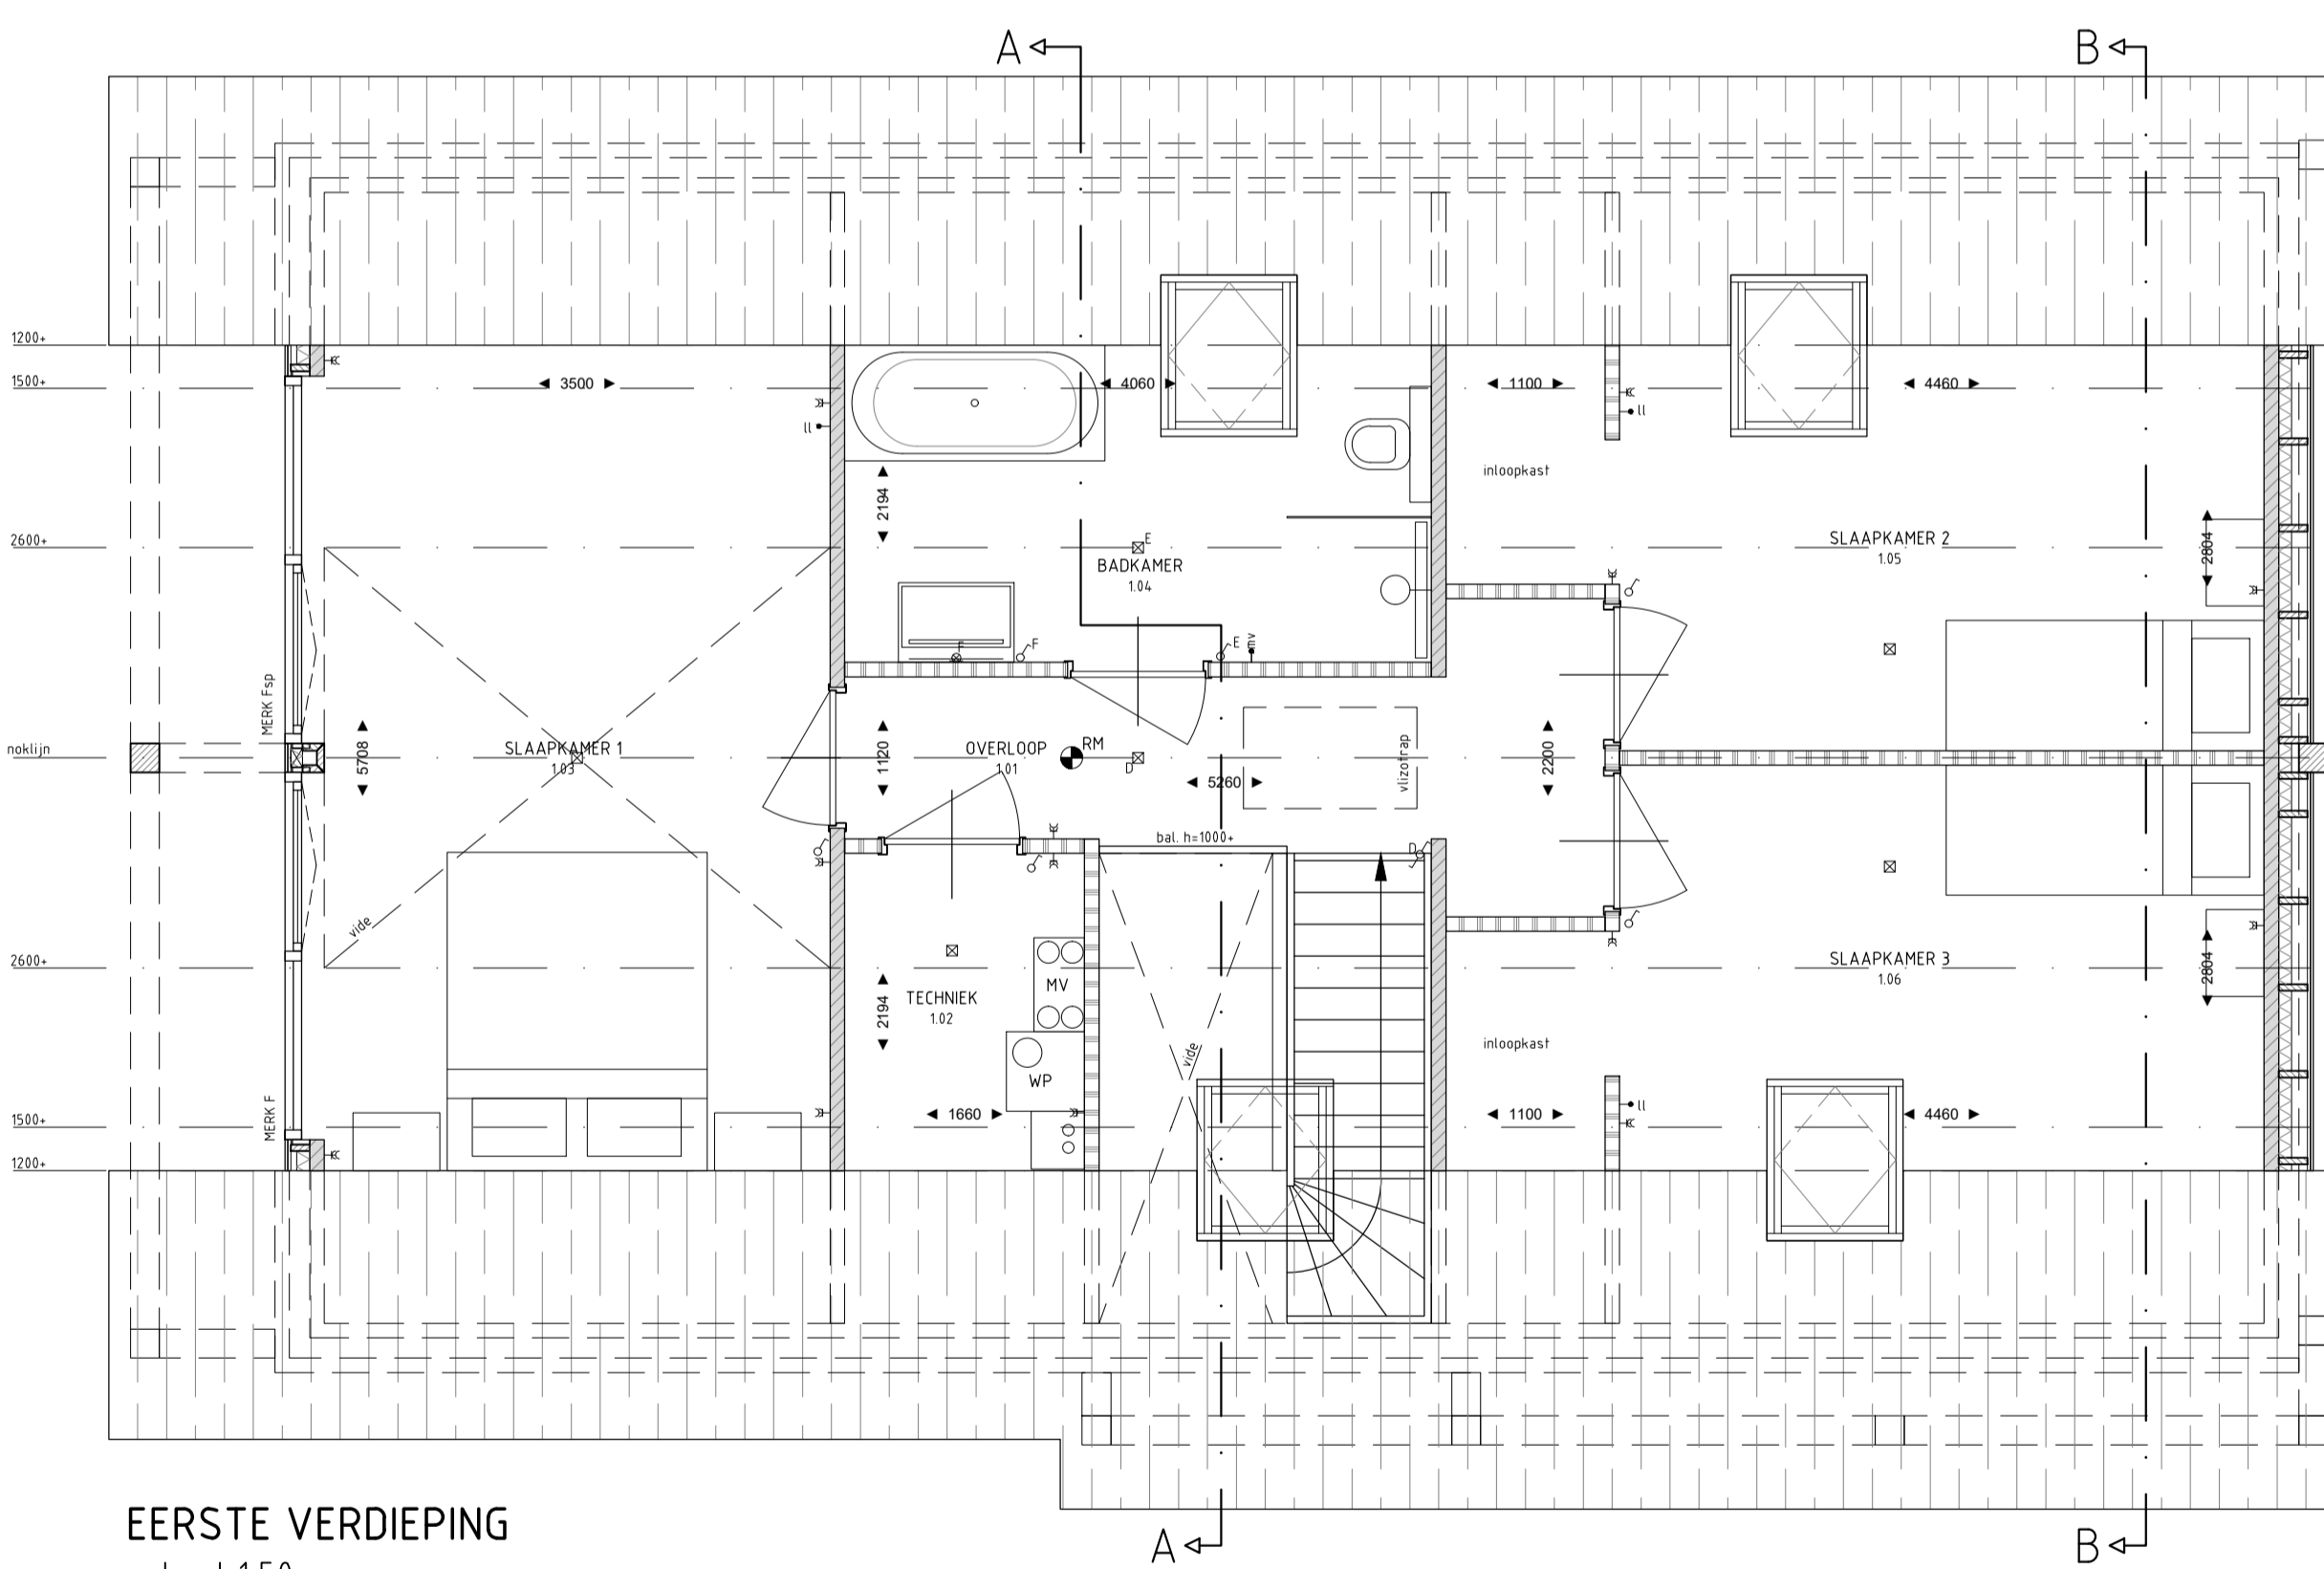 A
B
1200+
1500+
3500
4060
1100
4460
ll
ll
inloopkast
2194
2600+
E
BADKAMER
1.04
SLAAPKAMER 2
1.05
2804
F
F
E
mv
MERK Fsp
noklijn
5708
SLAAPKAMER 1
1.03
1120
OVERLOOP
1.01
RM
D
5260
vlizotrap
2200
bal. h=1000+
D
vide
2600+
TECHNIEK
1.02
MV
2194
WP
vide
SLAAPKAMER 3
1.06
2804
inloopkast
MERK F
1500+
1660
1100
ll
4460
1200+
EERSTE VERDIEPING
A
B